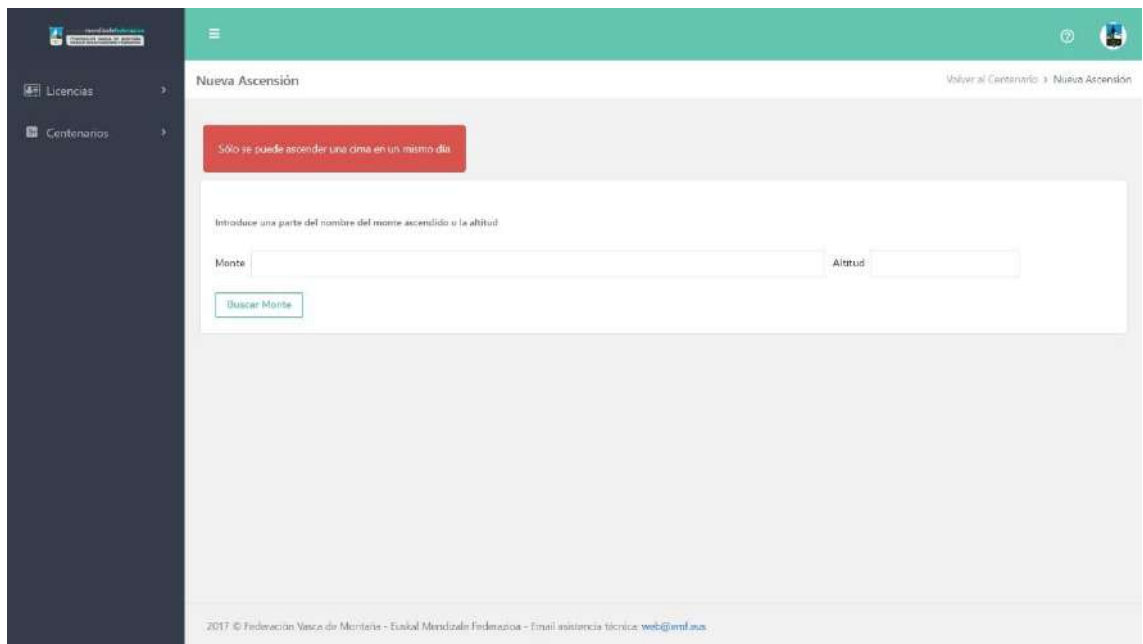 mendizale federazioa
Nueva Ascensión
Volver al Centenario > Nueva Ascensión
Licencias
Centenarios
Sólo se puede ascender una cima en un mismo día
Introduce una parte del nombre del monte ascendido o la altitud
Monte
Altitud
Buscar Monte
2017 © Federación Vasca de Montaña - Euskal Mendizale Federazioa - Email asistencia técnica: web@emf.eus